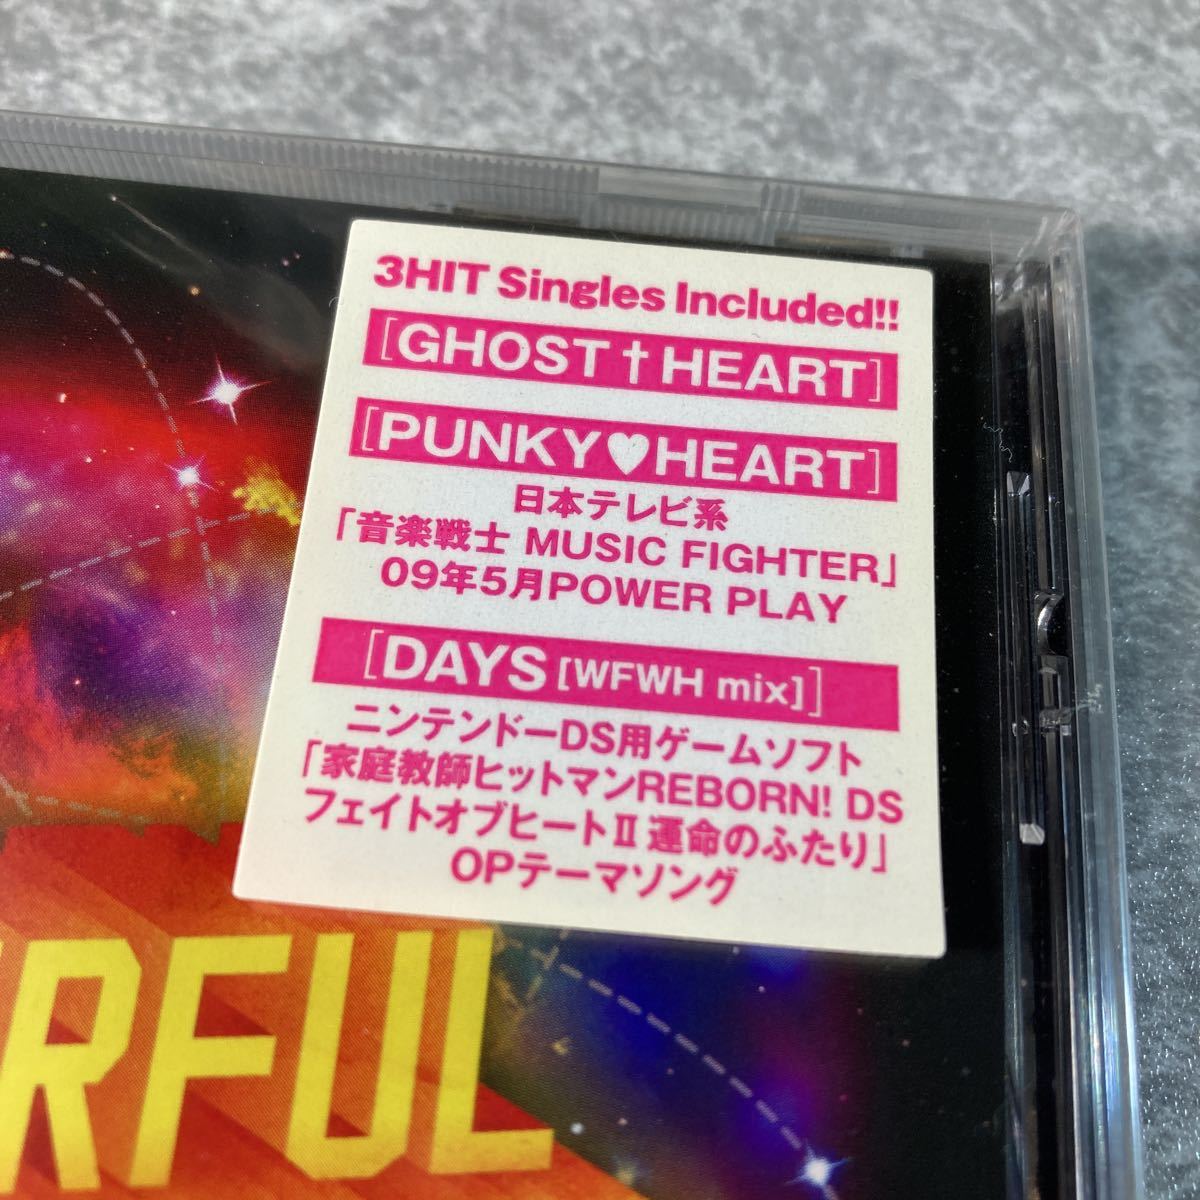 3HIT Singles Included!!
[GHOST†HEART]
[PUNKY♥HEART]
日本テレビ系
「音楽戦士 MUSIC FIGHTER」
09年5月POWER PLAY
[DAYS [WFWH mix]]
ニンテンドーDS用ゲームソフト
「家庭教師ヒットマンREBORN! DS
フェイトオブヒートⅡ 運命のふたり」
OPテーマソング
RFUL